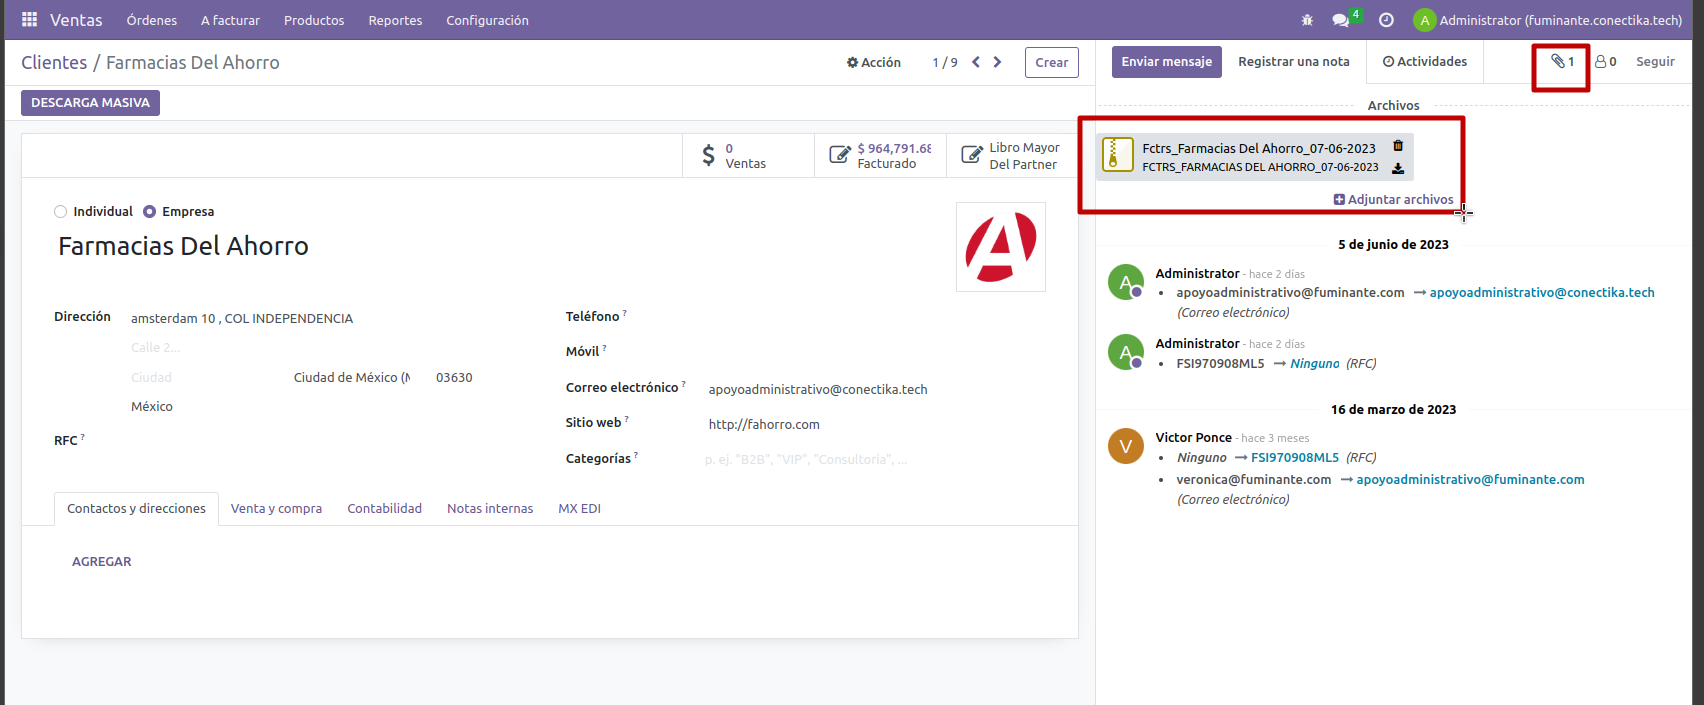 Ventas Órdenes A facturar Productos Reportes Configuración 4 A Administrator (fuminante.conectika.tech)
Clientes / Farmacias Del Ahorro Acción 1 / 9 Crear
DESCARGA MASIVA
$ 0 Ventas
$ 964,791.68 Facturado
Libro Mayor Del Partner
Individual Empresa
Farmacias Del Ahorro
A
Dirección amsterdam 10 , COL INDEPENDENCIA
Calle 2...
Ciudad Ciudad de México (M 03630
México
RFC ?
Teléfono ?
Móvil ?
Correo electrónico ? apoyoadministrativo@conectika.tech
Sitio web ? http://fahorro.com
Categorías ? p. ej. "B2B", "VIP", "Consultoria", ...
Contactos y direcciones Venta y compra Contabilidad Notas internas MX EDI
AGREGAR
Enviar mensaje Registrar una nota Actividades 1 0 Seguir
Archivos
Fctrs_Farmacias Del Ahorro_07-06-2023
FCTRS_FARMACIAS DEL AHORRO_07-06-2023
Adjuntar archivos
5 de junio de 2023
A Administrator - hace 2 días
apoyoadministrativo@fuminante.com → apoyoadministrativo@conectika.tech
(Correo electrónico)
A Administrator - hace 2 días
FSI970908ML5 → Ninguno (RFC)
16 de marzo de 2023
V Victor Ponce - hace 3 meses
Ninguno → FSI970908ML5 (RFC)
veronica@fuminante.com → apoyoadministrativo@fuminante.com
(Correo electrónico)